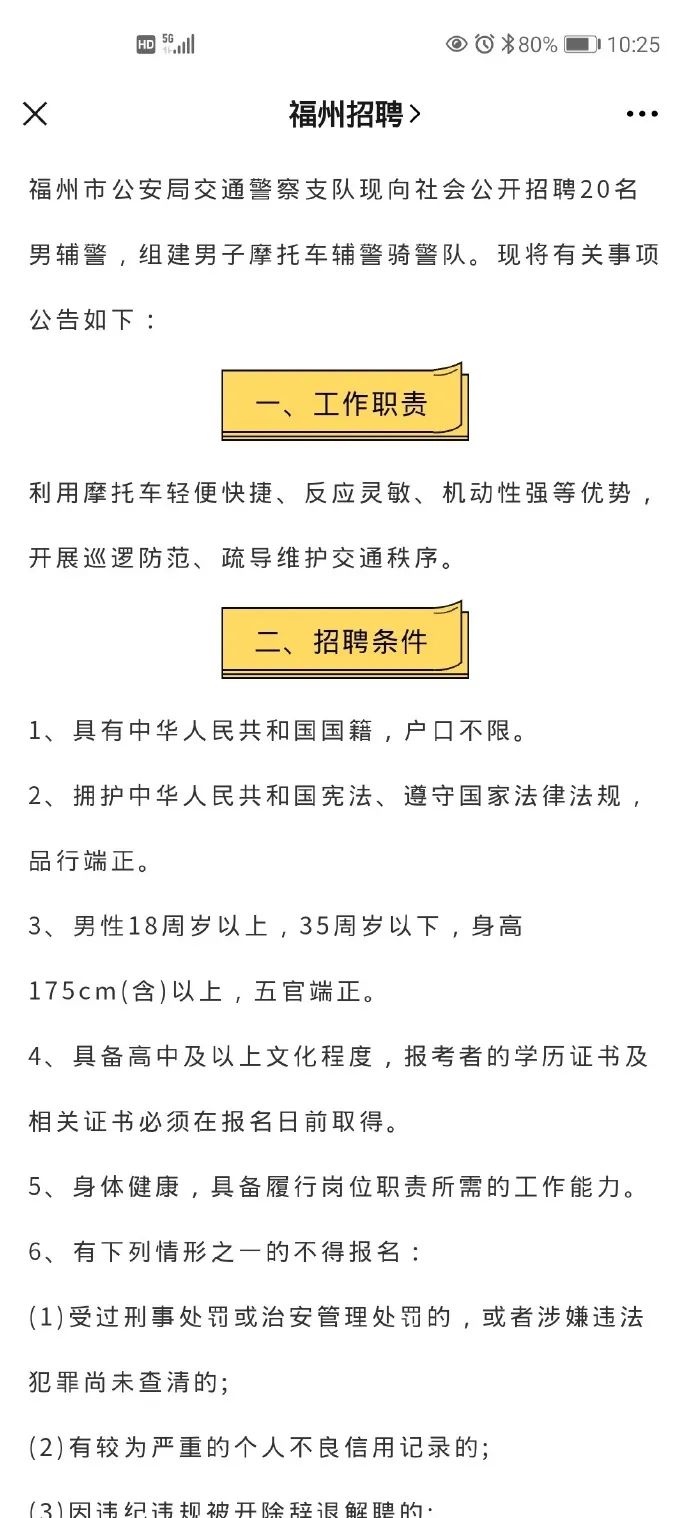 HD 5G 80% 10:25
福州招聘
福州市公安局交通警察支队现向社会公开招聘20名
男辅警，组建男子摩托车辅警骑警队。现将有关事项
公告如下：
一、工作职责
利用摩托车轻便快捷、反应灵敏、机动性强等优势，
开展巡逻防范、疏导维护交通秩序。
二、招聘条件
1、具有中华人民共和国国籍，户口不限。
2、拥护中华人民共和国宪法、遵守国家法律法规，
品行端正。
3、男性18周岁以上，35周岁以下，身高
175cm(含)以上，五官端正。
4、具备高中及以上文化程度，报考者的学历证书及
相关证书必须在报名日前取得。
5、身体健康，具备履行岗位职责所需的工作能力。
6、有下列情形之一的不得报名：
(1)受过刑事处罚或治安管理处罚的，或者涉嫌违法
犯罪尚未查清的;
(2)有较为严重的个人不良信用记录的;
(3)因违纪违规被开除辞退解聘的;